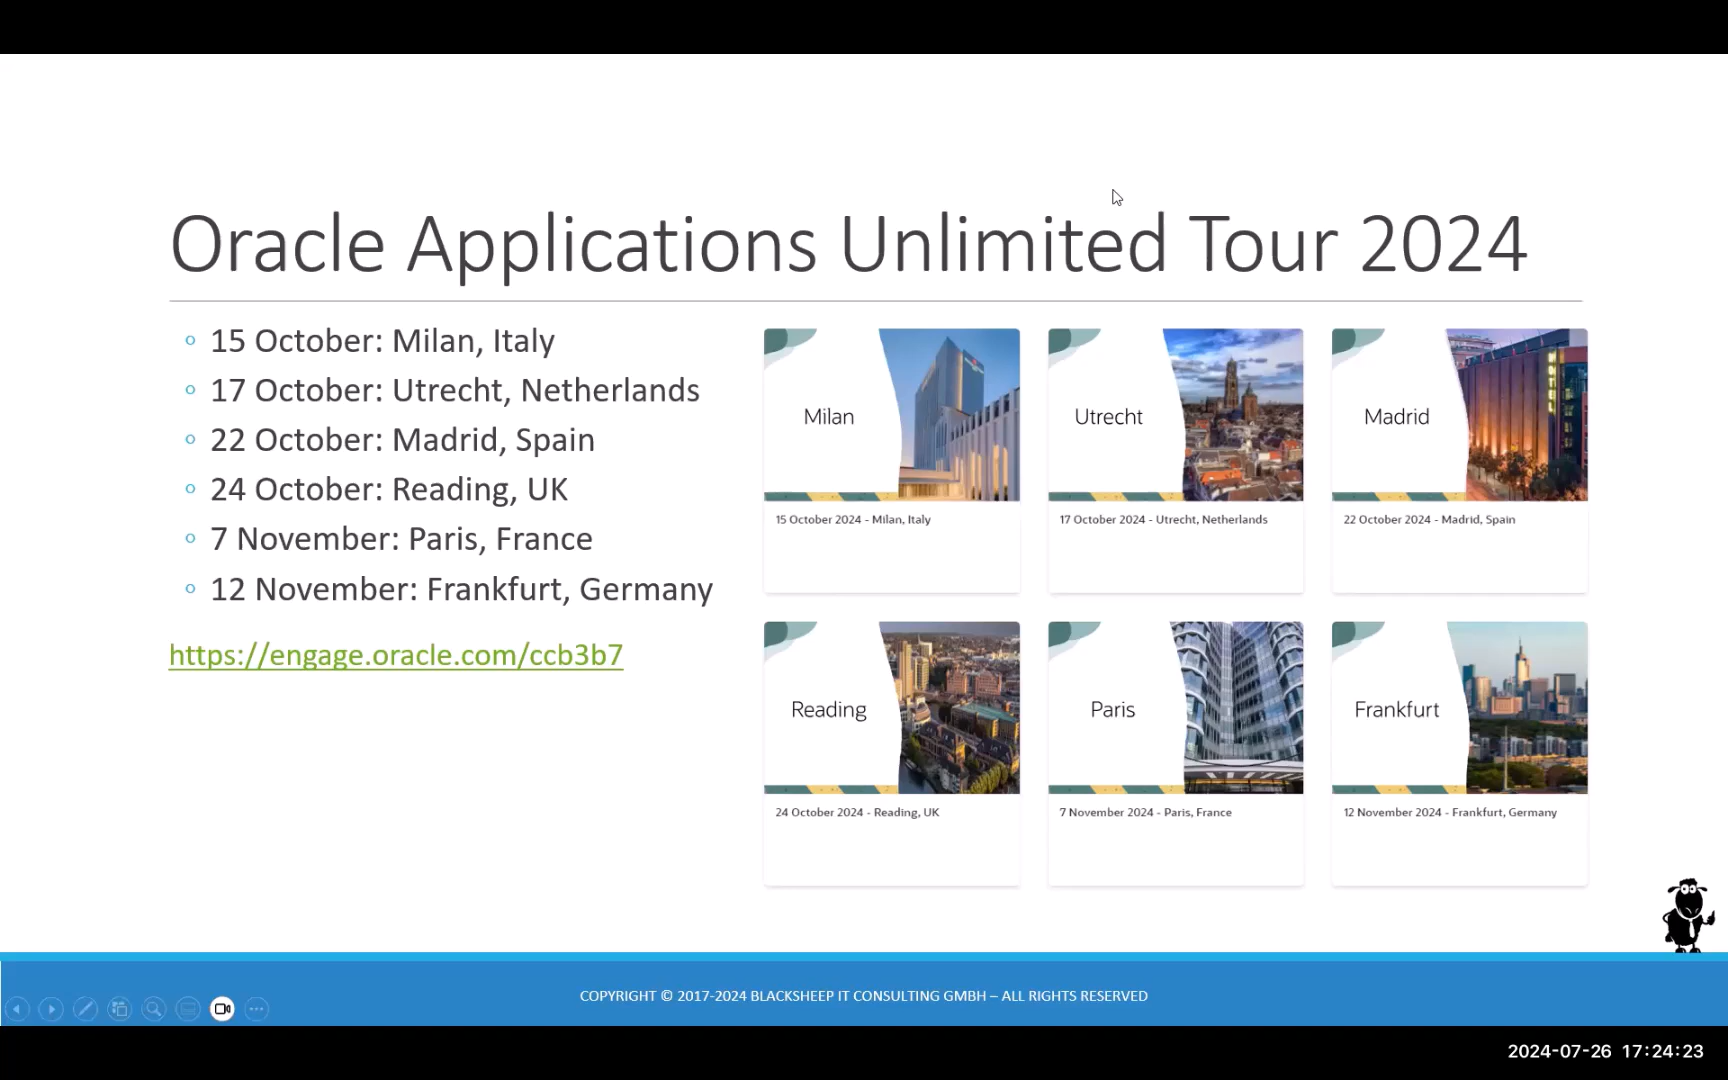 Oracle Applications Unlimited Tour 2024
15 October: Milan, Italy
17 October: Utrecht, Netherlands
22 October: Madrid, Spain
24 October: Reading, UK
7 November: Paris, France
12 November: Frankfurt, Germany
https://engage.oracle.com/ccb3b7
Milan
15 October 2024 - Milan, Italy
Utrecht
17 October 2024 - Utrecht, Netherlands
Madrid
HOTEL
22 October 2024 - Madrid, Spain
Reading
24 October 2024 - Reading, UK
Paris
7 November 2024 - Paris, France
Frankfurt
12 November 2024 - Frankfurt, Germany
COPYRIGHT © 2017-2024 BLACKSHEEP IT CONSULTING GMBH – ALL RIGHTS RESERVED
2024-07-26 17:24:23